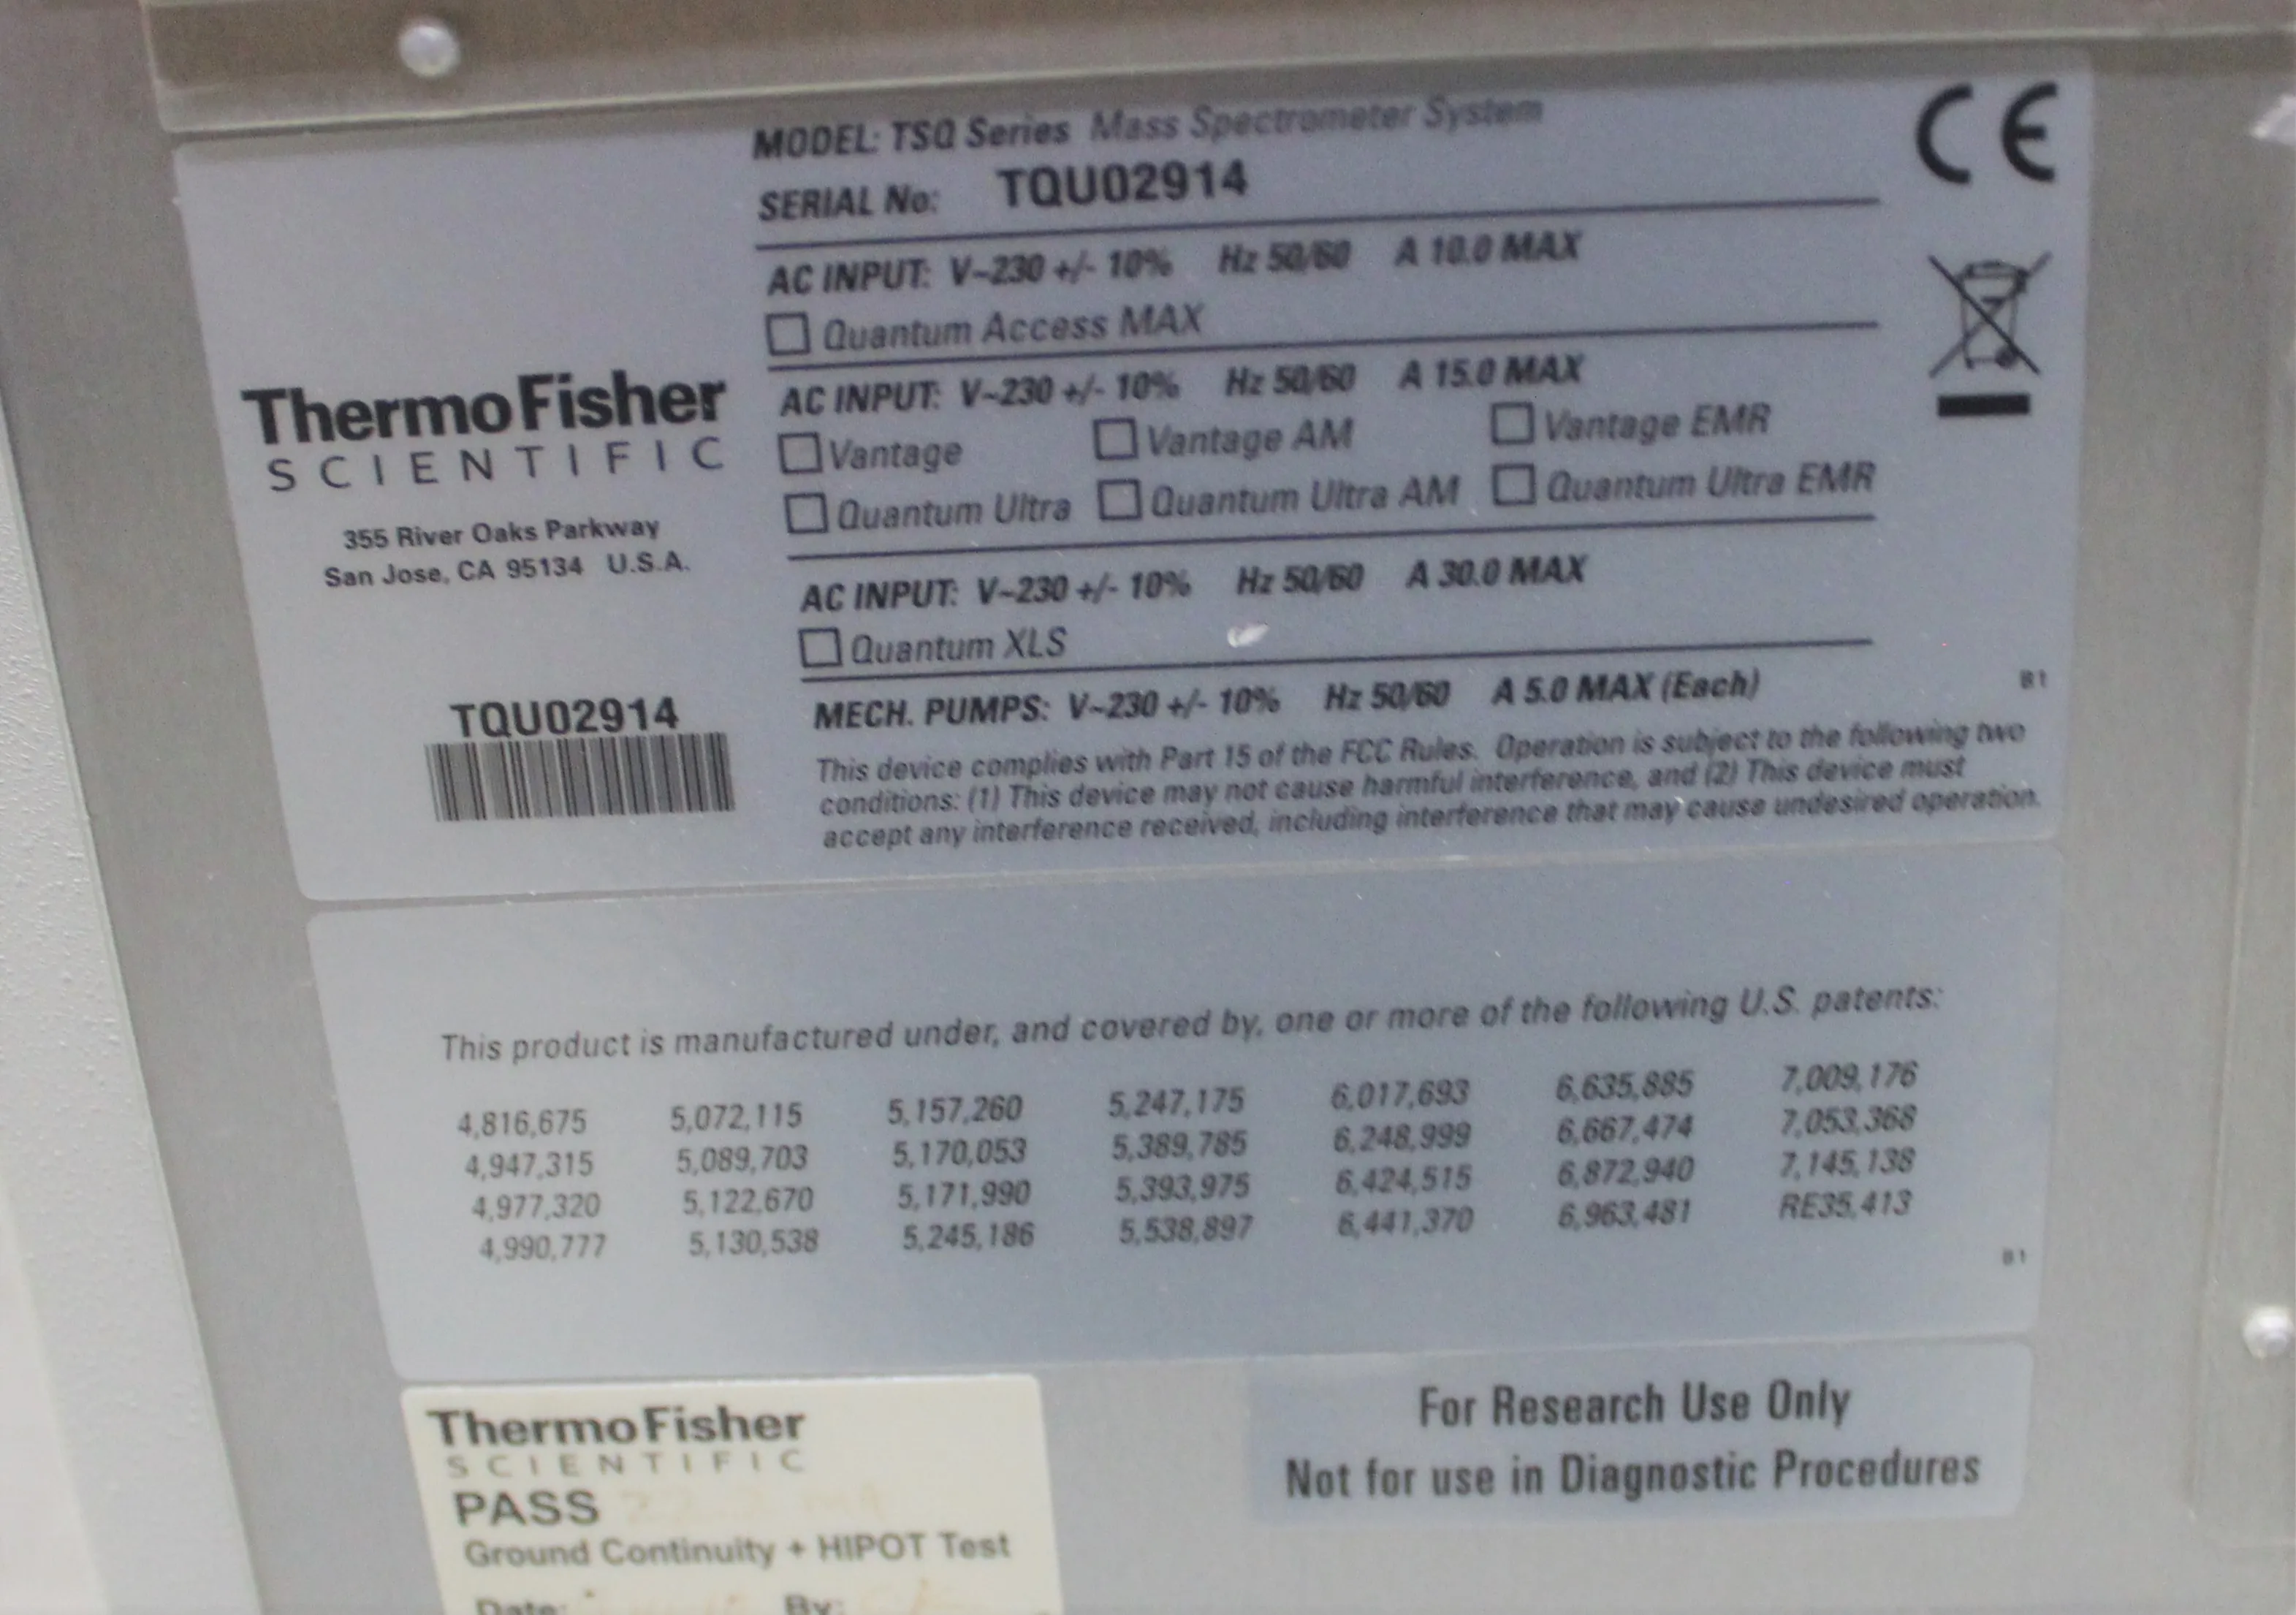 MODEL: TSQ Series Mass Spectrometer System
SERIAL No: TQU02914
AC INPUT: V~230 +/- 10% Hz 50/60 A 10.0 MAX
Quantum Access MAX
AC INPUT: V~230 +/- 10% Hz 50/60 A 15.0 MAX
Vantage Vantage AM Vantage EMR
Quantum Ultra Quantum Ultra AM Quantum Ultra EMR
AC INPUT: V~230 +/- 10% Hz 50/60 A 30.0 MAX
Quantum XLS
MECH. PUMPS: V~230 +/- 10% Hz 50/60 A 5.0 MAX (Each)
This device complies with Part 15 of the FCC Rules. Operation is subject to the following two
conditions: (1) This device may not cause harmful interference, and (2) This device must
accept any interference received, including interference that may cause undesired operation.
CE
B1
ThermoFisher
SCIENTIFIC
355 River Oaks Parkway
San Jose, CA 95134 U.S.A.
TQU02914
This product is manufactured under, and covered by, one or more of the following U.S. patents:
4,816,675 5,072,115 5,157,260 5,247,175 6,017,693 6,635,885 7,009,176
4,947,315 5,089,703 5,170,053 5,389,785 6,248,999 6,667,474 7,053,368
4,977,320 5,122,670 5,171,990 5,393,975 6,424,515 6,872,940 7,145,138
4,990,777 5,130,538 5,245,186 5,538,897 6,441,370 6,963,481 RE35,413
B1
ThermoFisher
SCIENTIFIC
PASS
Ground Continuity + HIPOT Test
Date: By:
For Research Use Only
Not for use in Diagnostic Procedures